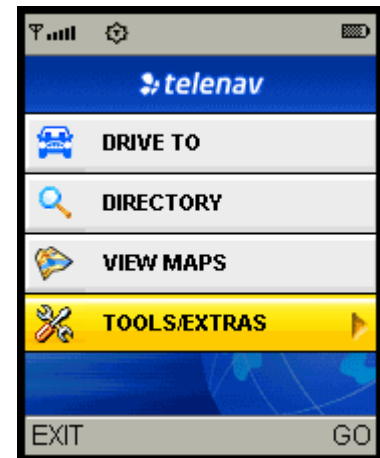 telenav
DRIVE TO
DIRECTORY
VIEW MAPS
TOOLS/EXTRAS
EXIT GO